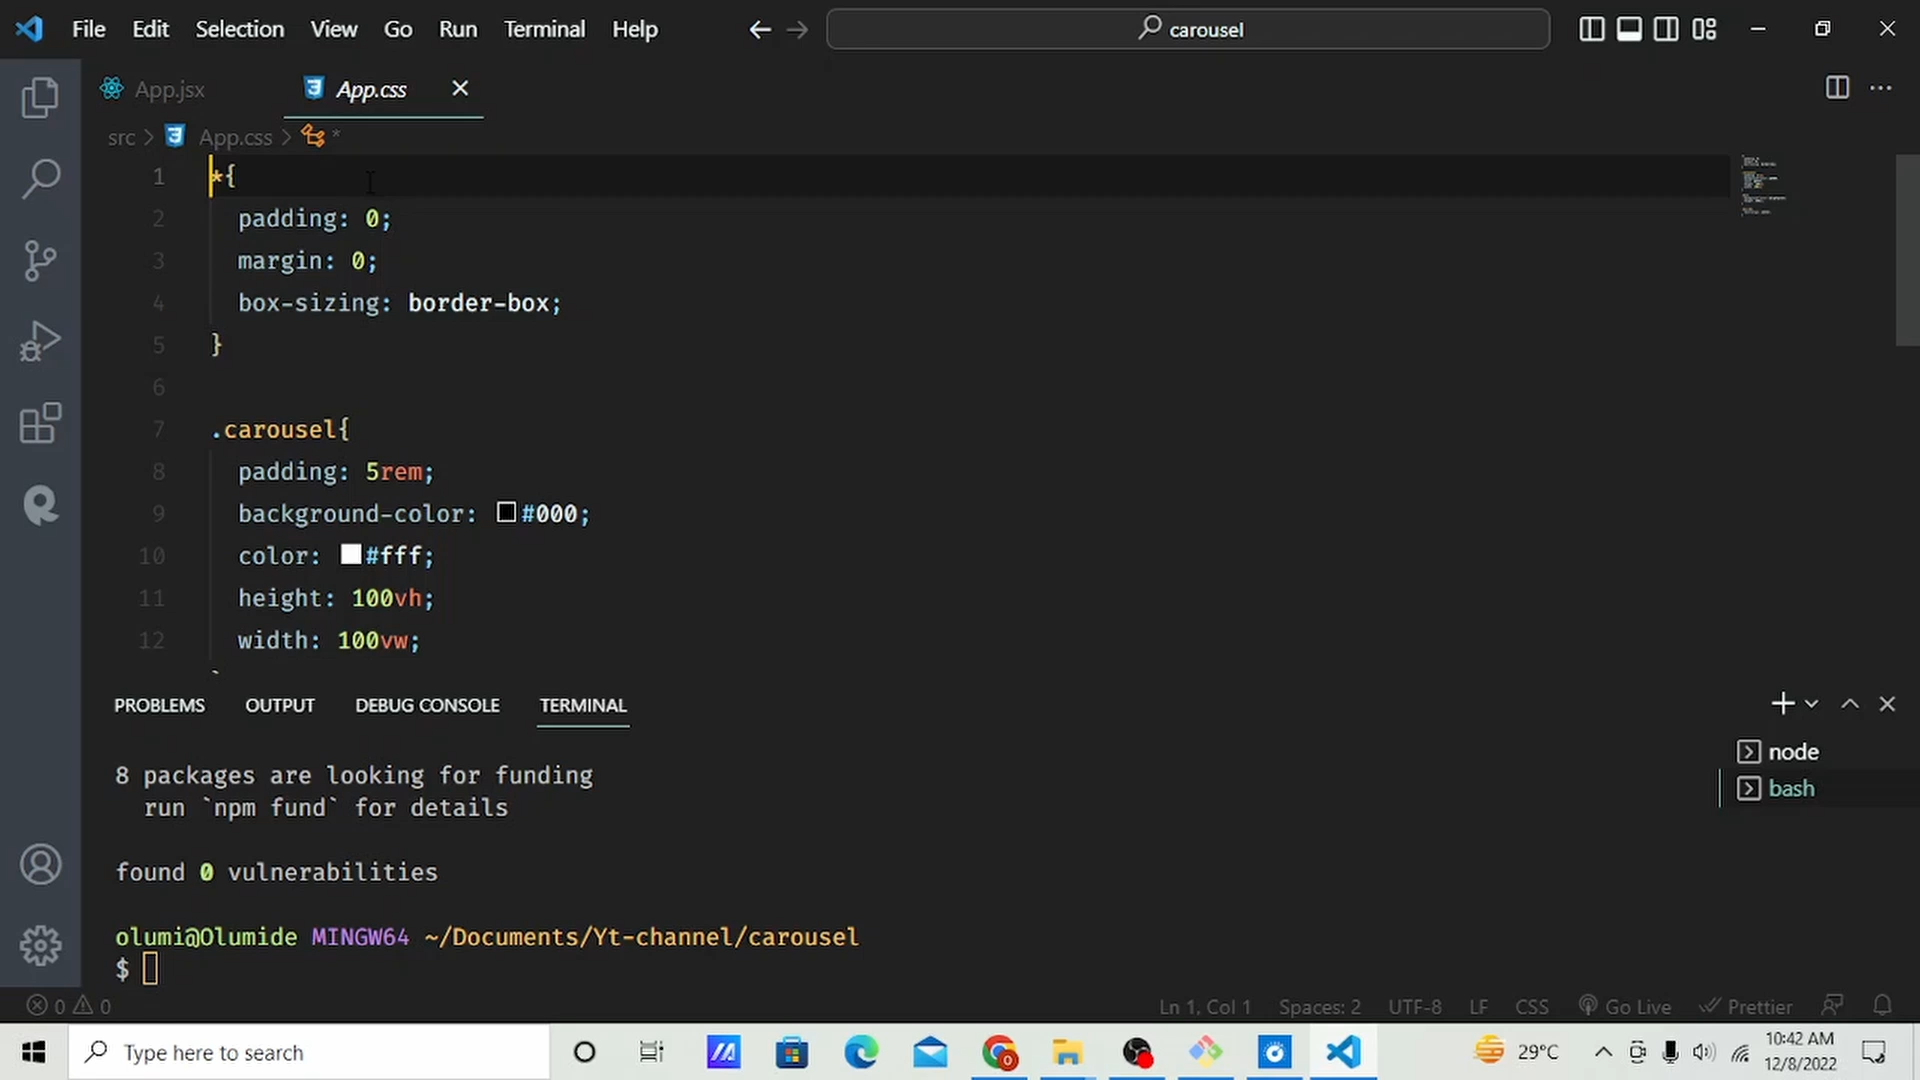 File Edit Selection View Go Run Terminal Help
carousel
App.jsx App.css
src > App.css > *
1 *{
2 padding: 0;
3 margin: 0;
4 box-sizing: border-box;
5 }
6
7 .carousel{
8 padding: 5rem;
9 background-color: #000;
10 color: #fff;
11 height: 100vh;
12 width: 100vw;
PROBLEMS OUTPUT DEBUG CONSOLE TERMINAL
node
bash
8 packages are looking for funding
run `npm fund` for details
found 0 vulnerabilities
olumi@Olumide MINGW64 ~/Documents/Yt-channel/carousel
$
0 0 Ln 1, Col 1 Spaces: 2 UTF-8 LF CSS Go Live Prettier
Type here to search
29°C
10:42 AM
12/8/2022